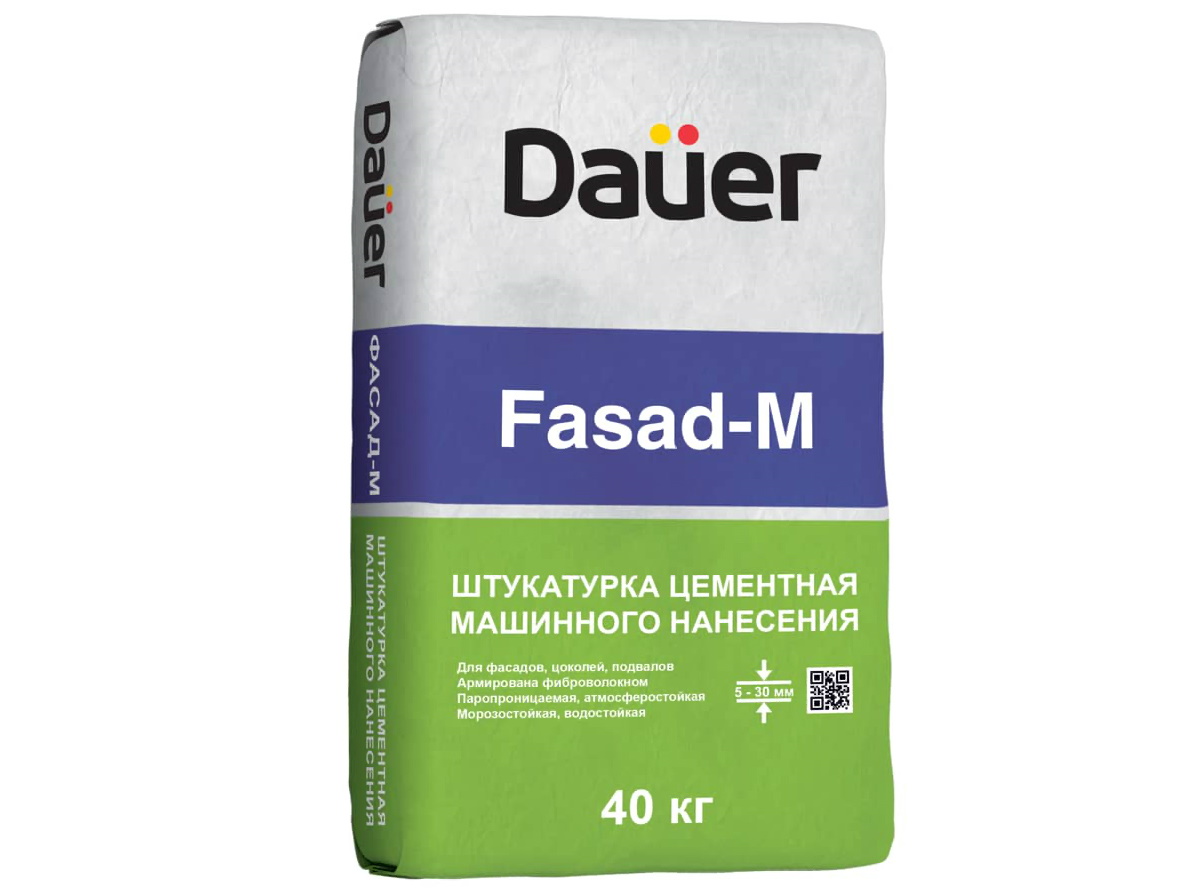 Daüer
Fasad-M
ШТУКАТУРКА ЦЕМЕНТНАЯ
МАШИННОГО НАНЕСЕНИЯ
Для фасадов, цоколей, подвалов
Армирована фиброволокном
Паропроницаемая, атмосферостойкая
Морозостойкая, водостойкая
5 - 30 мм
40 кг
Daüer
ФАСАД-М
ШТУКАТУРКА ЦЕМЕНТНАЯ
МАШИННОГО НАНЕСЕНИЯ